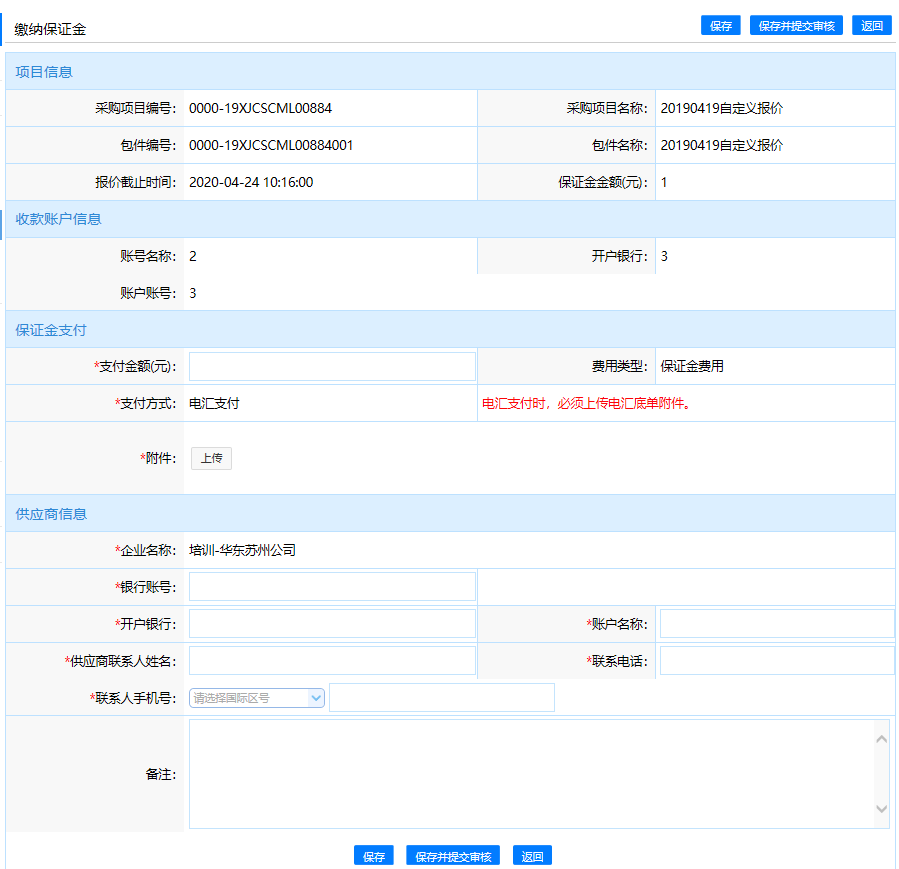 缴纳保证金 保存 保存并提交审核 返回
项目信息
采购项目编号： 0000-19XJCSCML00884 采购项目名称： 20190419自定义报价
包件编号： 0000-19XJCSCML00884001 包件名称： 20190419自定义报价
报价截止时间： 2020-04-24 10:16:00 保证金金额(元)： 1
收款账户信息
账号名称： 2 开户银行： 3
账户账号： 3
保证金支付
*支付金额(元)： 费用类型： 保证金费用
*支付方式： 电汇支付 电汇支付时，必须上传电汇底单附件。
*附件： 上传
供应商信息
*企业名称： 培训-华东苏州公司
*银行账号：
*开户银行： *账户名称：
*供应商联系人姓名： *联系电话：
*联系人手机号： 请选择国际区号
备注：
保存 保存并提交审核 返回